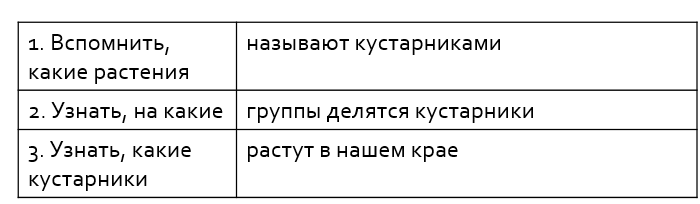 1. Вспомнить, называют кустарниками
какие растения
2. Узнать, на какие группы делятся кустарники
3. Узнать, какие растут в нашем крае
кустарники